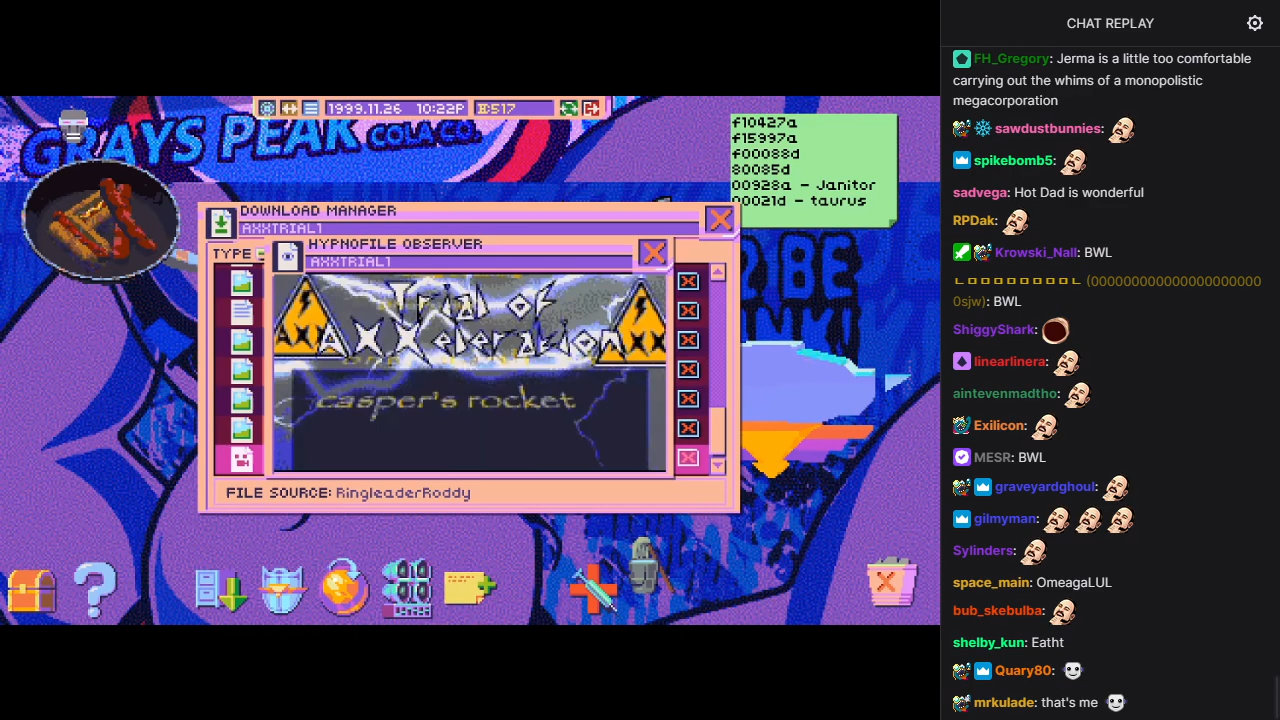 CHAT REPLAY
1999.11.26 10:22P
517
GRAYS PEAK COLA CO.
f10427a
f15997a
f00088d
80085d
00928a - Janitor
00021d - taurus
DOWNLOAD MANAGER
AXXTRIAL1
TYPE
HYPNOFILE OBSERVER
AXXTRIAL1
Trial of
AXXeleration
XX
casper's rocket
FILE SOURCE: RingleaderRoddy
FH_Gregory: Jerma is a little too comfortable
carrying out the whims of a monopolistic
megacorporation
sawdustbunnies:
spikebomb5:
sadvega: Hot Dad is wonderful
RPDak:
Krowski_Nall: BWL
0sjw): BWL
ShiggyShark:
linearlinera:
aintevenmadtho:
Exilicon:
MESR: BWL
graveyardghoul:
gilmyman:
Sylinders:
space_main: OmeagaLUL
bub_skebulba:
shelby_kun: Eatht
Quary80:
mrkulade: that's me